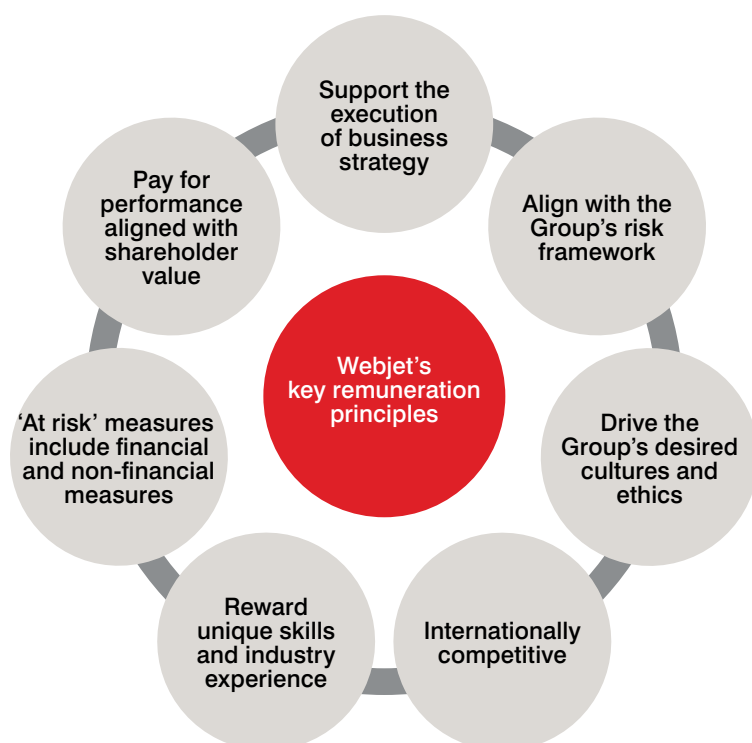 Support the
execution
of business
strategy
Align with the
Group's risk
framework
Drive the
Group's desired
cultures and
ethics
Internationally
competitive
Reward
unique skills
and industry
experience
'At risk' measures
include financial
and non-financial
measures
Pay for
performance
aligned with
shareholder
value
Webjet's
key remuneration
principles